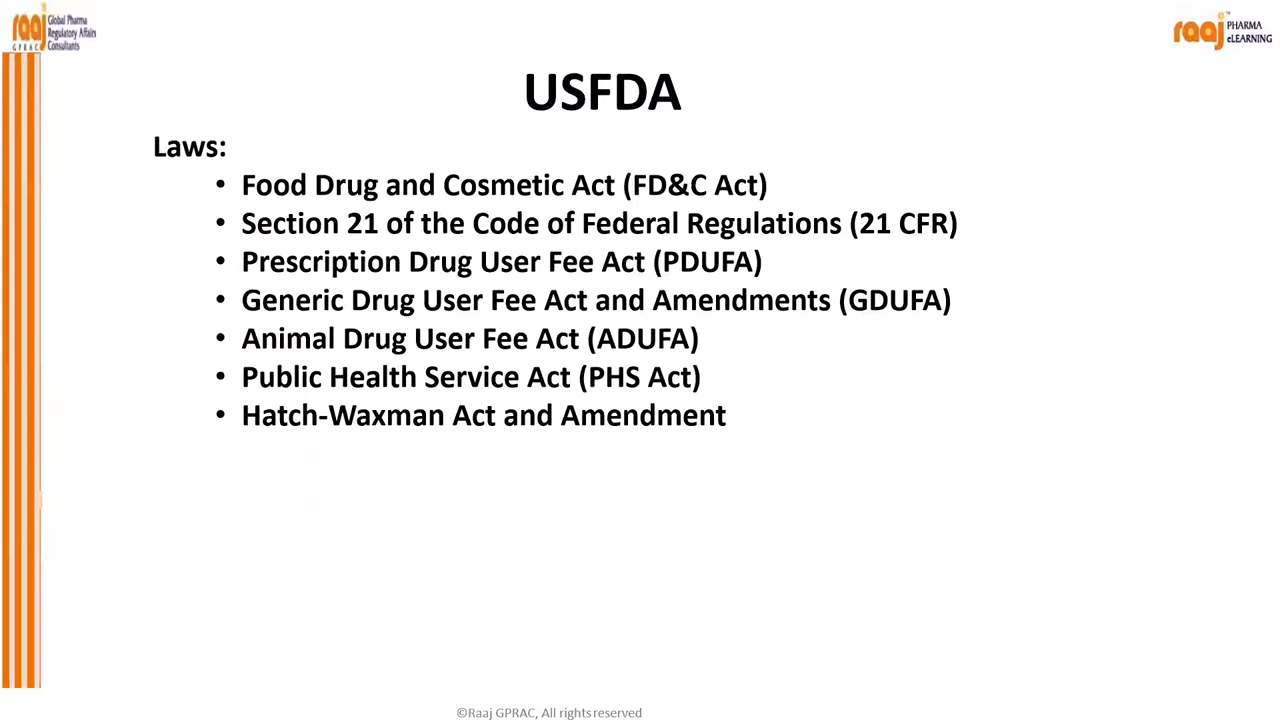 raaj Global Pharma
Regulatory Affairs
GPRAC Consultants
raaj PHARMA
eLEARNING
USFDA
Laws:
• Food Drug and Cosmetic Act (FD&C Act)
• Section 21 of the Code of Federal Regulations (21 CFR)
• Prescription Drug User Fee Act (PDUFA)
• Generic Drug User Fee Act and Amendments (GDUFA)
• Animal Drug User Fee Act (ADUFA)
• Public Health Service Act (PHS Act)
• Hatch-Waxman Act and Amendment
©Raaj GPRAC, All rights reserved